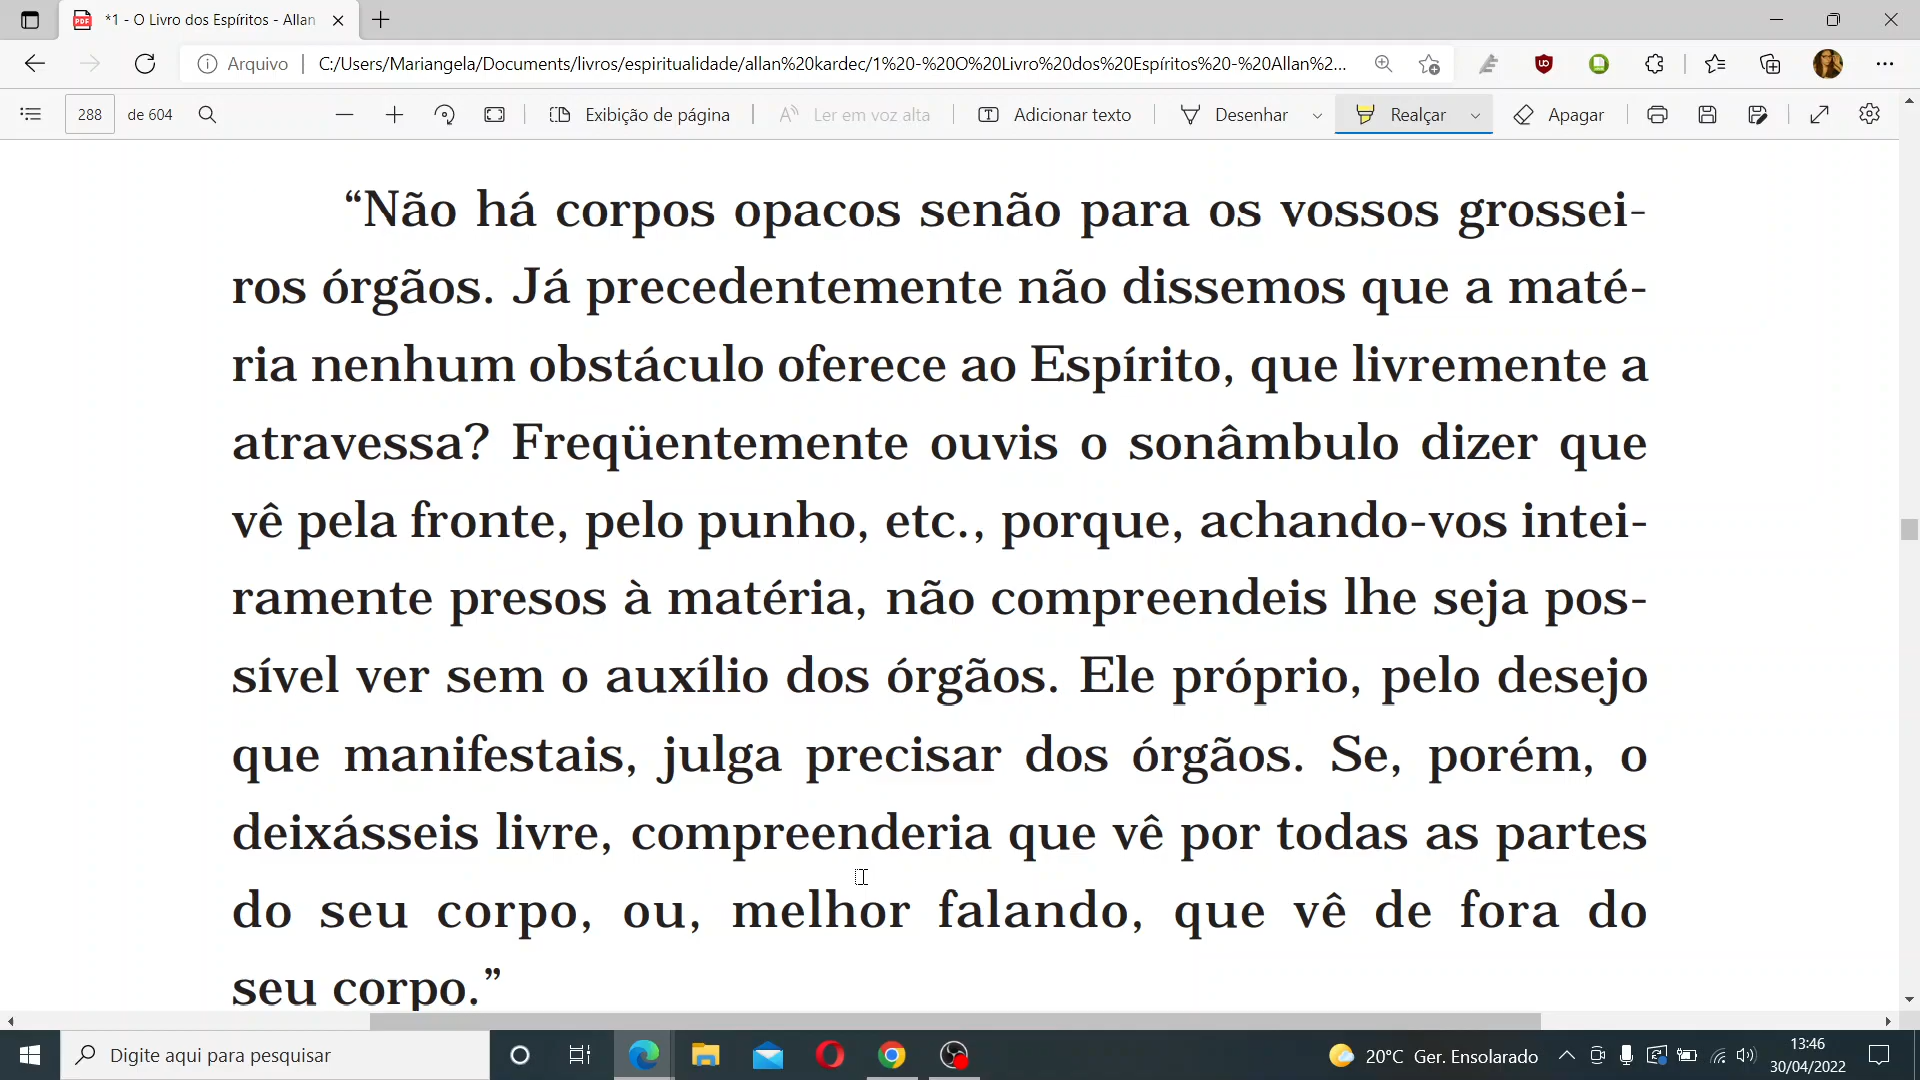 *1 - O Livro dos Espíritos - Allan
Arquivo
C:/Users/Mariangela/Documents/livros/espiritualidade/allan%20kardec/1%20-%20O%20Livro%20dos%20Espíritos%20-%20Allan%2...
288 de 604
Exibição de página
Ler em voz alta
Adicionar texto
Desenhar
Realçar
Apagar
“Não há corpos opacos senão para os vossos grossei-
ros órgãos. Já precedentemente não dissemos que a maté-
ria nenhum obstáculo oferece ao Espírito, que livremente a
atravessa? Freqüentemente ouvis o sonâmbulo dizer que
vê pela fronte, pelo punho, etc., porque, achando-vos intei-
ramente presos à matéria, não compreendeis lhe seja pos-
sível ver sem o auxílio dos órgãos. Ele próprio, pelo desejo
que manifestais, julga precisar dos órgãos. Se, porém, o
deixásseis livre, compreenderia que vê por todas as partes
do seu corpo, ou, melhor falando, que vê de fora do
seu corpo.”
Digite aqui para pesquisar
20°C Ger. Ensolarado
13:46
30/04/2022